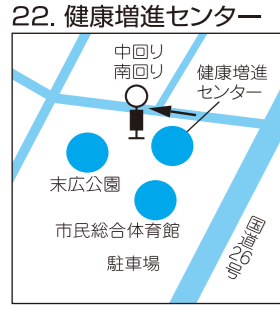 22. 健康増進センター
中回り
南回り
健康増進
センター
末広公園
市民総合体育館
駐車場
国道26号